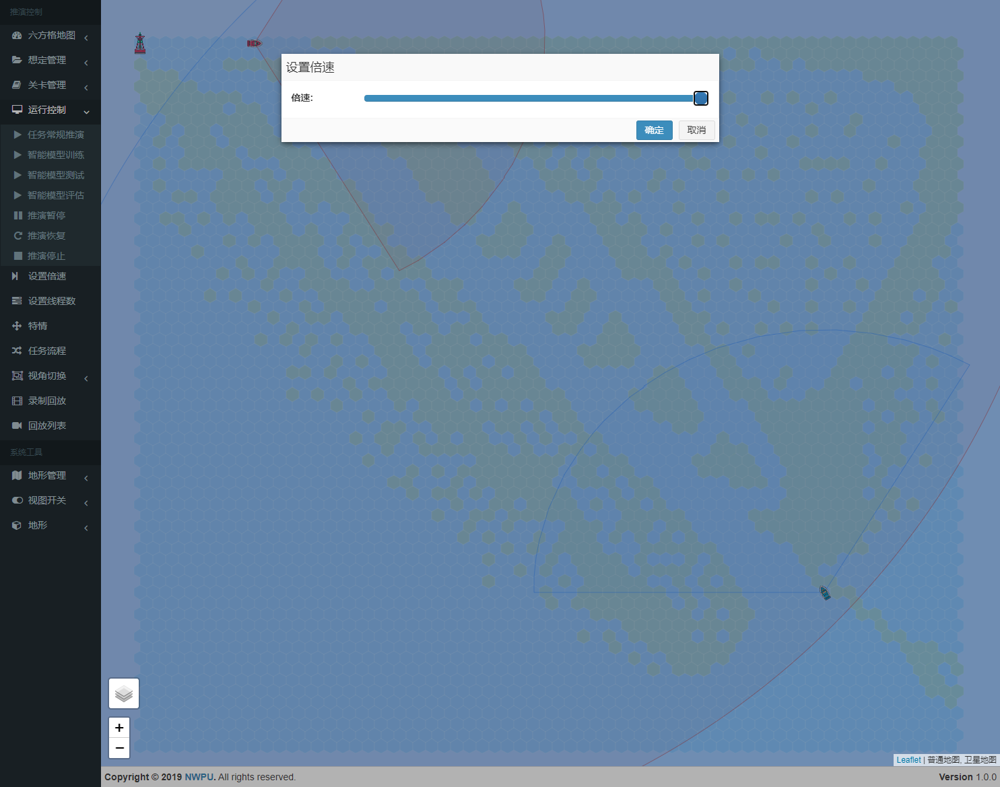 推演控制
六方格地图
想定管理
关卡管理
运行控制
任务常规推演
智能模型训练
智能模型测试
智能模型评估
推演暂停
推演恢复
推演停止
设置倍速
设置线程数
特情
任务流程
视角切换
录制回放
回放列表
系统工具
地形管理
视图开关
地形
设置倍速
倍速:
确定 取消
+
−
Leaflet | 普通地图, 卫星地图
Copyright © 2019 NWPU. All rights reserved. Version 1.0.0